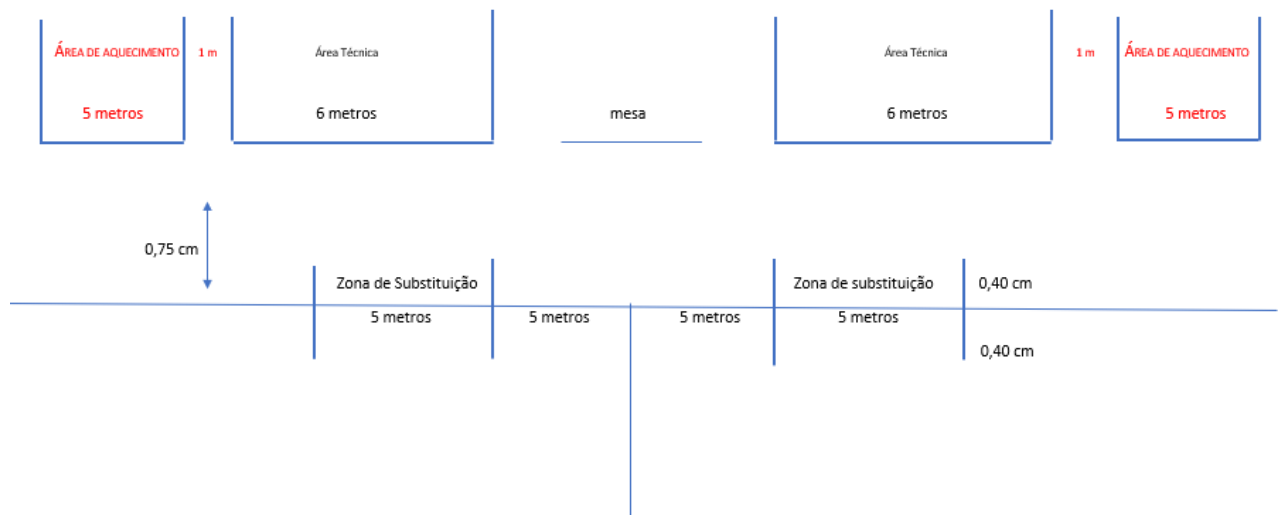 ÁREA DE AQUECIMENTO
1 m
Área Técnica
Área Técnica
1 m
ÁREA DE AQUECIMENTO
5 metros
6 metros
mesa
6 metros
5 metros
0,75 cm
Zona de Substituição
Zona de substituição
0,40 cm
5 metros
5 metros
5 metros
5 metros
0,40 cm